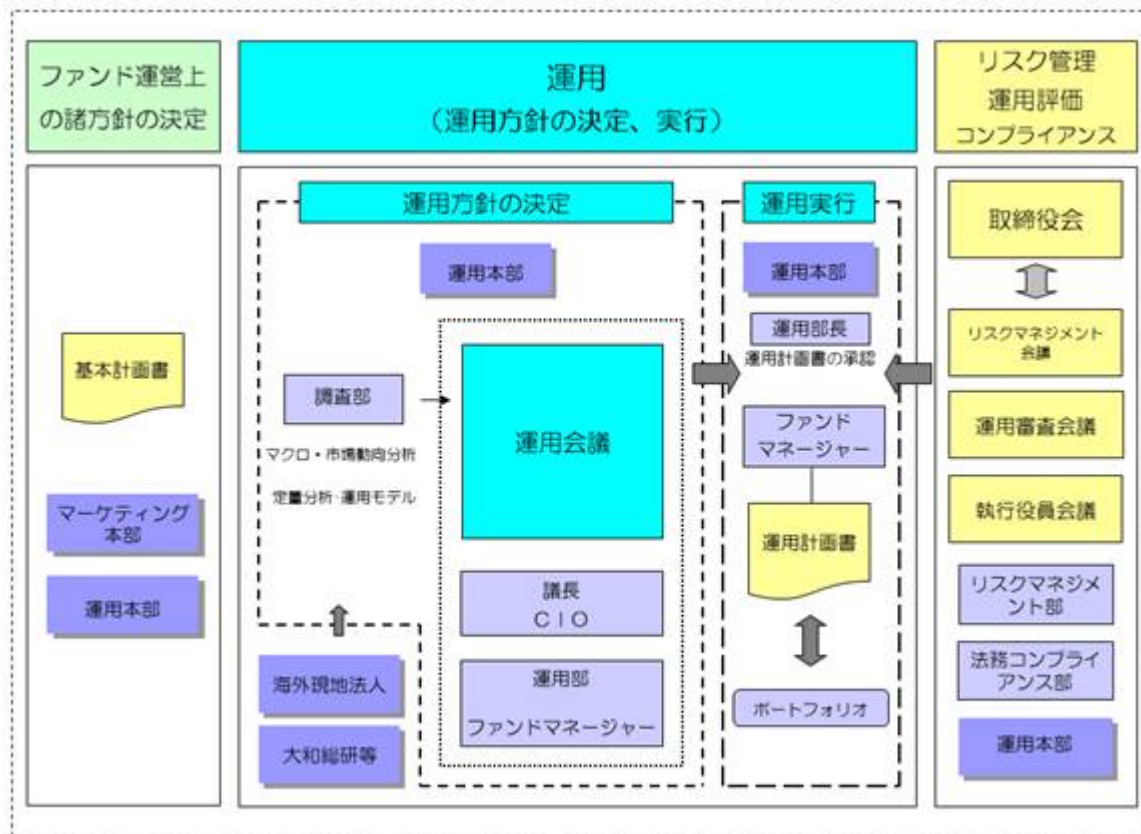 ファンド運営上
の諸方針の決定
運用
(運用方針の決定、実行)
リスク管理
運用評価
コンプライアンス
基本計画書
マーケティング
本部
運用本部
運用方針の決定
運用本部
調査部
マクロ・市場動向分析
定量分析・運用モデル
運用会議
議長
CIO
運用部
ファンドマネージャー
海外現地法人
大和総研等
運用実行
運用本部
運用部長
運用計画書の承認
ファンド
マネージャー
運用計画書
ポートフォリオ
取締役会
リスクマネジメント
会議
運用審査会議
執行役員会議
リスクマネジメ
ント部
法務コンプライ
アンス部
運用本部